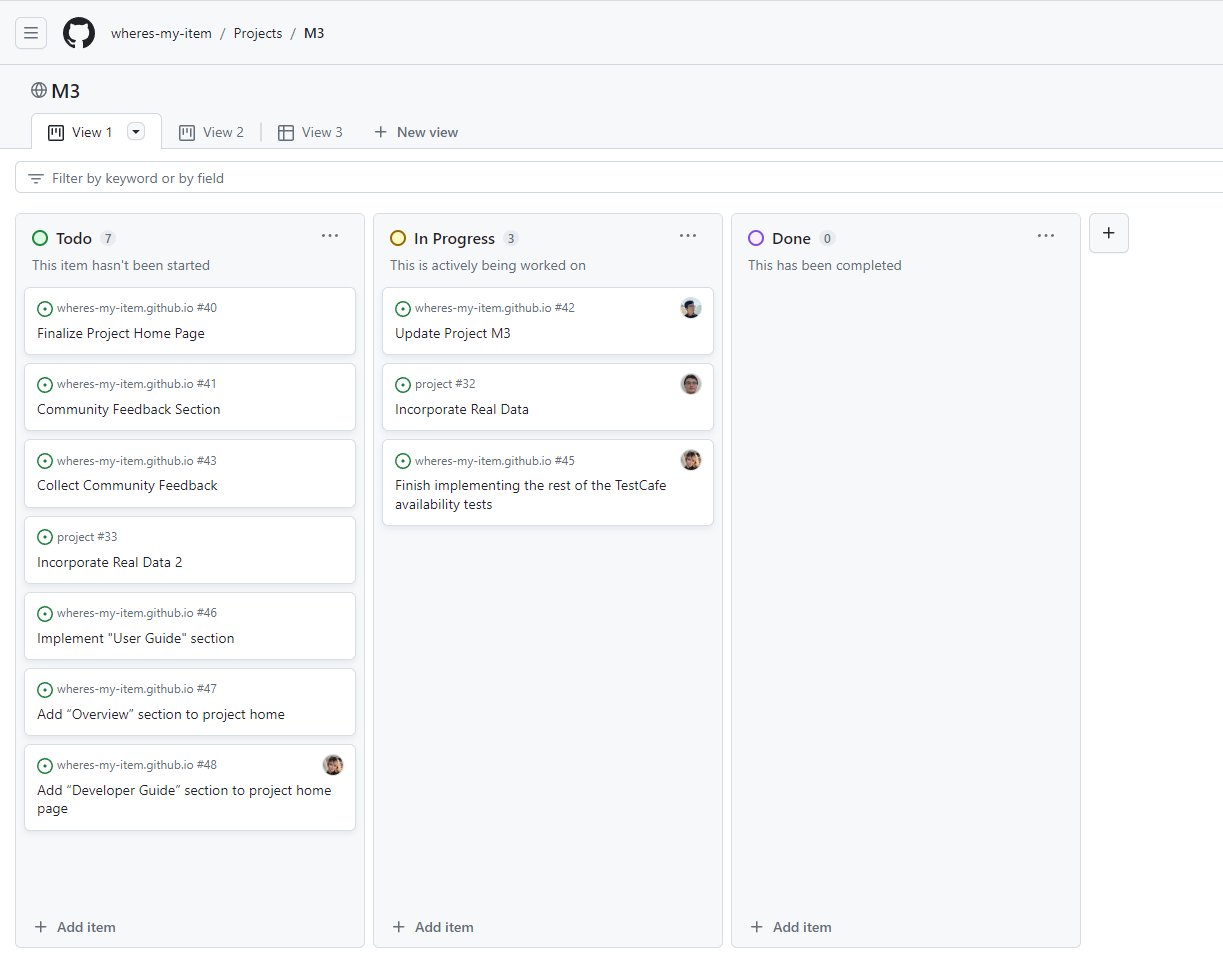 wheres-my-item / Projects / M3
M3
View 1 View 2 View 3 New view
Filter by keyword or by field
Todo 7
This item hasn't been started
wheres-my-item.github.io #40
Finalize Project Home Page
wheres-my-item.github.io #41
Community Feedback Section
wheres-my-item.github.io #43
Collect Community Feedback
project #33
Incorporate Real Data 2
wheres-my-item.github.io #46
Implement "User Guide" section
wheres-my-item.github.io #47
Add “Overview” section to project home
wheres-my-item.github.io #48
Add “Developer Guide” section to project home
page
Add item
In Progress 3
This is actively being worked on
wheres-my-item.github.io #42
Update Project M3
project #32
Incorporate Real Data
wheres-my-item.github.io #45
Finish implementing the rest of the TestCafe
availability tests
Add item
Done 0
This has been completed
Add item